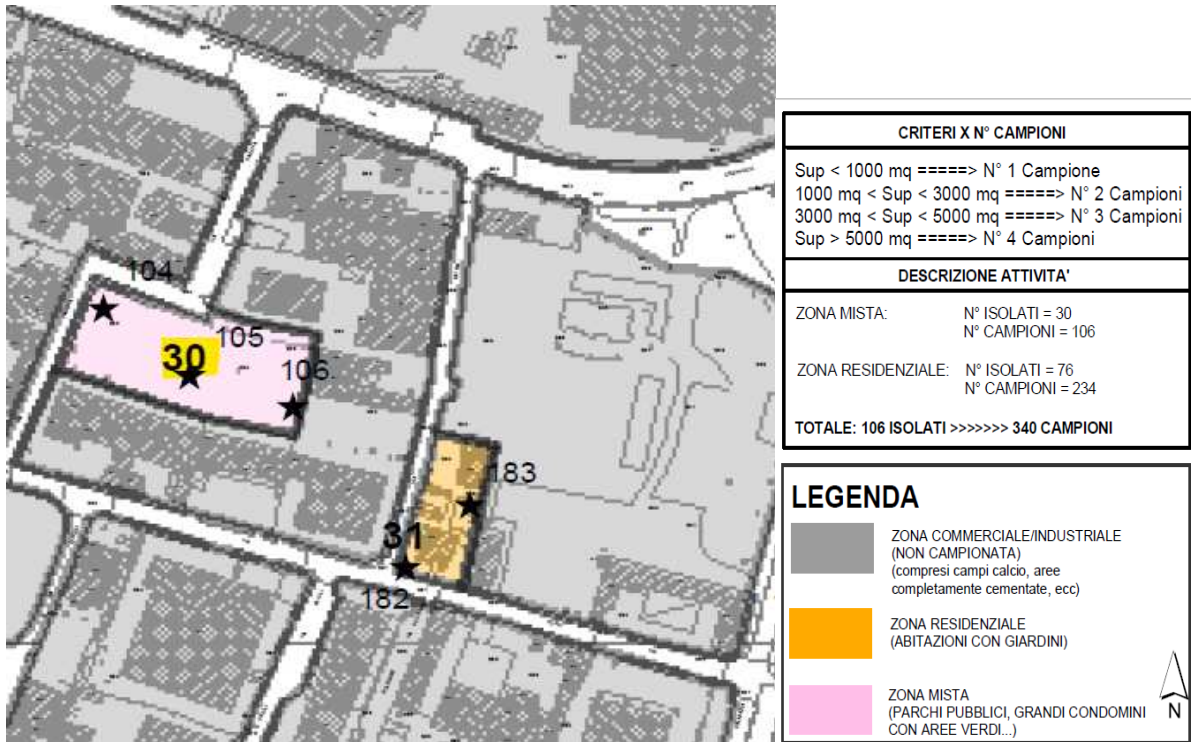 104
105
30
106.
183
31
182
CRITERI X N° CAMPIONI
Sup < 1000 mq =====> N° 1 Campione
1000 mq < Sup < 3000 mq =====> N° 2 Campioni
3000 mq < Sup < 5000 mq =====> N° 3 Campioni
Sup > 5000 mq =====> N° 4 Campioni
DESCRIZIONE ATTIVITA'
ZONA MISTA: N° ISOLATI = 30
N° CAMPIONI = 106
ZONA RESIDENZIALE: N° ISOLATI = 76
N° CAMPIONI = 234
TOTALE: 106 ISOLATI >>>>>>> 340 CAMPIONI
LEGENDA
ZONA COMMERCIALE/INDUSTRIALE
(NON CAMPIONATA)
(compresi campi calcio, aree
completamente cementate, ecc)
ZONA RESIDENZIALE
(ABITAZIONI CON GIARDINI)
ZONA MISTA
(PARCHI PUBBLICI, GRANDI CONDOMINI
CON AREE VERDI...)
N